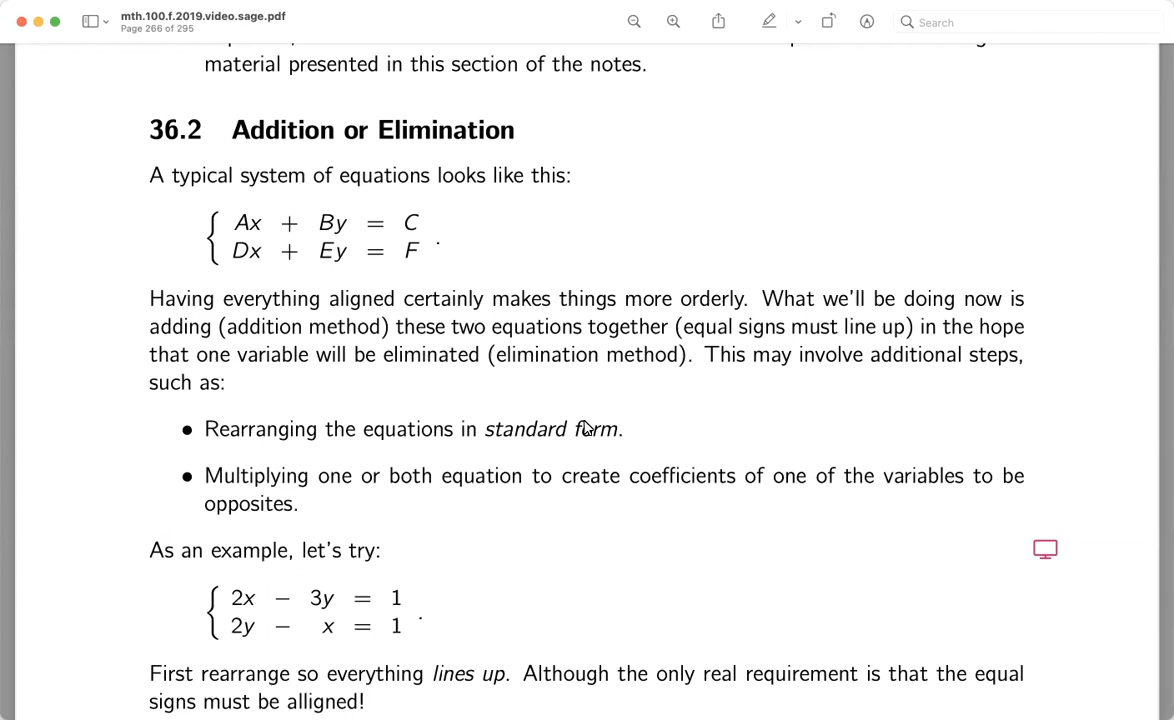 mth.100.f.2019.video.sage.pdf
Page 266 of 295
Search
material presented in this section of the notes.
36.2 Addition or Elimination
A typical system of equations looks like this:
Ax + By = C
Dx + Ey = F .
Having everything aligned certainly makes things more orderly. What we'll be doing now is
adding (addition method) these two equations together (equal signs must line up) in the hope
that one variable will be eliminated (elimination method). This may involve additional steps,
such as:
• Rearranging the equations in standard form.
• Multiplying one or both equation to create coefficients of one of the variables to be
opposites.
As an example, let's try:
2x − 3y = 1
2y − x = 1 .
First rearrange so everything lines up. Although the only real requirement is that the equal
signs must be alligned!